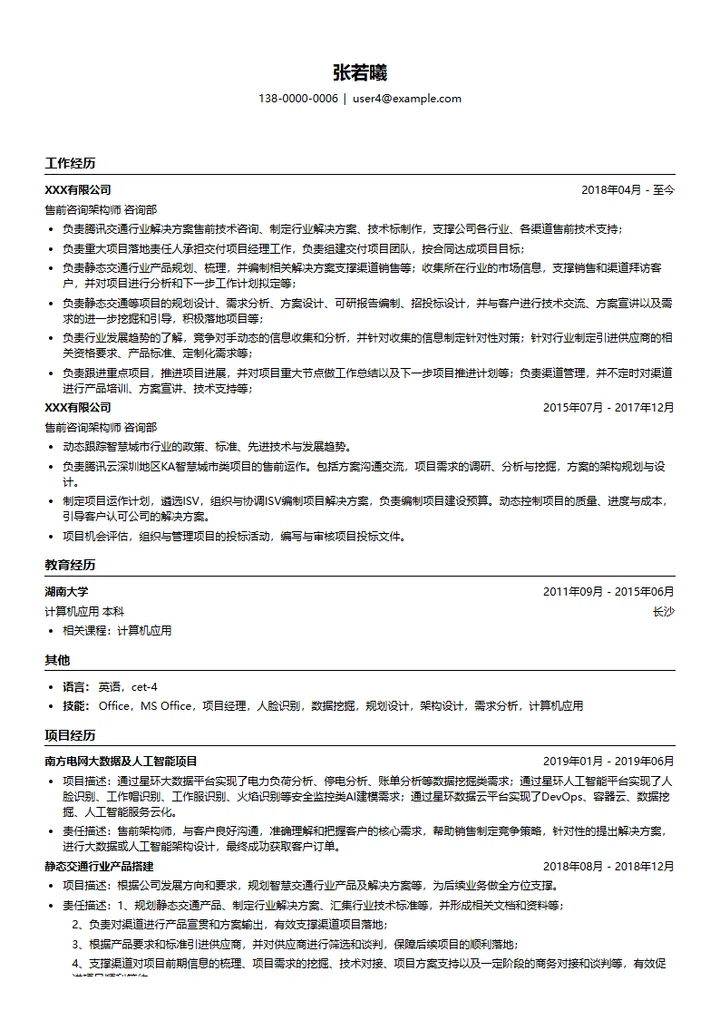 张若曦
138-0000-0006 | user4@example.com
工作经历
XXX有限公司 2018年04月 - 至今
售前咨询架构师 咨询部
• 负责腾讯交通行业解决方案售前技术咨询、制定行业解决方案、技术标制作，支撑公司各行业、各渠道售前技术支持；
• 负责重大项目落地责任人承担交付项目经理工作，负责组建交付项目团队，按合同达成项目目标；
• 负责静态交通行业产品规划、梳理，并编制相关解决方案支撑渠道销售等；收集所在行业的市场信息，支撑销售和渠道拜访客
户，并对项目进行分析和下一步工作计划拟定等；
• 负责静态交通等项目的规划设计、需求分析、方案设计、可研报告编制、招投标设计，并与客户进行技术交流、方案宣讲以及需
求的进一步挖掘和引导，积极落地项目等；
• 负责行业发展趋势的了解，竞争对手动态的信息收集和分析，并针对收集的信息制定针对性对策；针对行业制定引进供应商的相
关资格要求、产品标准、定制化需求等；
• 负责跟进重点项目，推进项目进展，并对项目重大节点做工作总结以及下一步项目推进计划等；负责渠道管理，并不定时对渠道
进行产品培训、方案宣讲、技术支持等；
XXX有限公司 2015年07月 - 2017年12月
售前咨询架构师 咨询部
• 动态跟踪智慧城市行业的政策、标准、先进技术与发展趋势。
• 负责腾讯云深圳地区KA智慧城市类项目的售前运作。包括方案沟通交流，项目需求的调研、分析与挖掘，方案的架构规划与设
计。
• 制定项目运作计划，遴选ISV，组织与协调ISV编制项目解决方案，负责编制项目建设预算。动态控制项目的质量、进度与成本，
引导客户认可公司的解决方案。
• 项目机会评估，组织与管理项目的投标活动，编写与审核项目投标文件。
教育经历
湖南大学 2011年09月 - 2015年06月
计算机应用 本科 长沙
• 相关课程：计算机应用
其他
• 语言： 英语，cet-4
• 技能： Office，MS Office，项目经理，人脸识别，数据挖掘，规划设计，架构设计，需求分析，计算机应用
项目经历
南方电网大数据及人工智能项目 2019年01月 - 2019年06月
• 项目描述：通过星环大数据平台实现了电力负荷分析、停电分析、账单分析等数据挖掘类需求；通过星环人工智能平台实现了人
脸识别、工作帽识别、工作服识别、火焰识别等安全监控类AI建模需求；通过星环数据云平台实现了DevOps、容器云、数据挖
掘、人工智能服务云化。
• 责任描述：售前架构师，与客户良好沟通，准确理解和把握客户的核心需求，帮助销售制定竞争策略，针对性的提出解决方案，
进行大数据或人工智能架构设计，最终成功获取客户订单。
静态交通行业产品搭建 2018年08月 - 2018年12月
• 项目描述：根据公司发展方向和要求，规划智慧交通行业产品及解决方案等，为后续业务做全方位支撑。
• 责任描述：1、规划静态交通产品、制定行业解决方案、汇集行业技术标准等，并形成相关文档和资料等；
2、负责对渠道进行产品宣贯和方案输出，有效支撑渠道项目落地；
3、根据产品要求和标准引进供应商，并对供应商进行筛选和谈判，保障后续项目的顺利落地；
4、支撑渠道对项目前期信息的梳理、项目需求的挖掘、技术对接、项目方案支持以及一定阶段的商务对接和谈判等，有效促